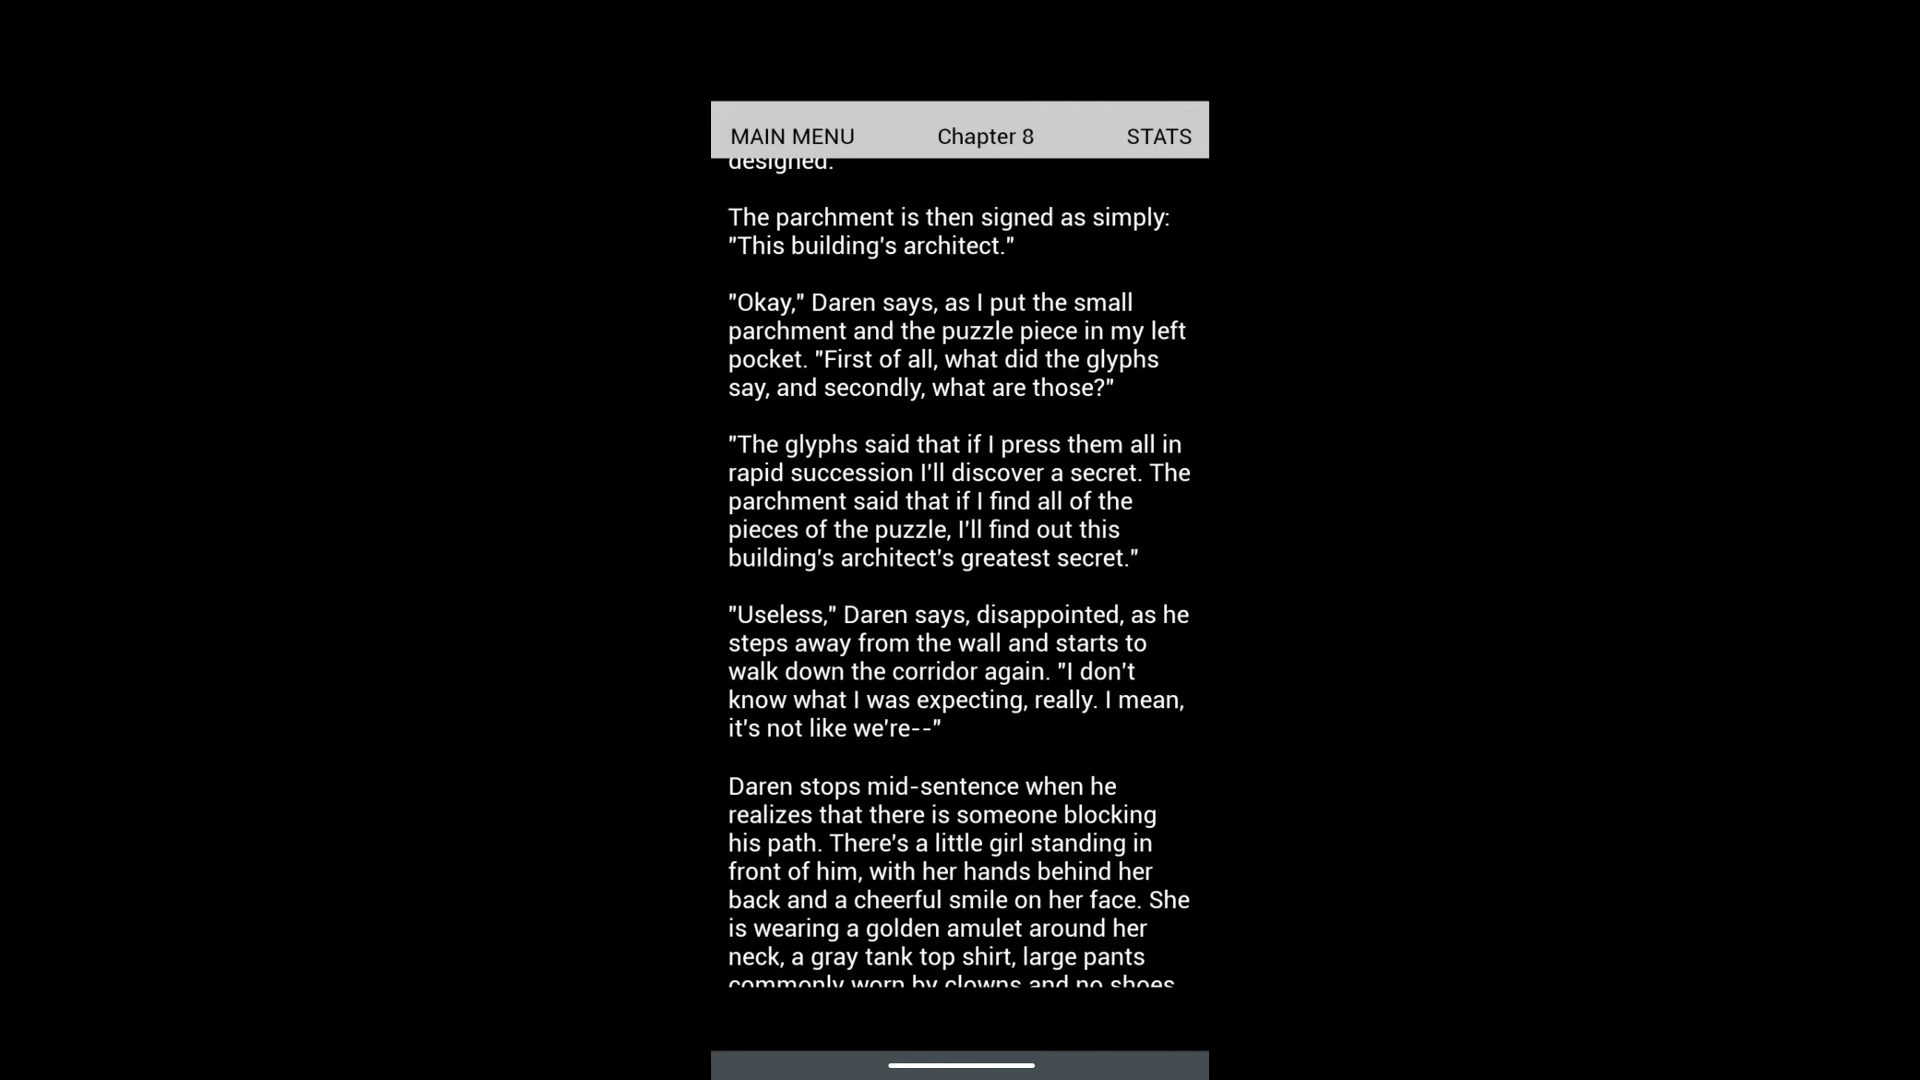 MAIN MENU
Chapter 8
STATS
designed.
The parchment is then signed as simply:
"This building's architect."
"Okay," Daren says, as I put the small
parchment and the puzzle piece in my left
pocket. "First of all, what did the glyphs
say, and secondly, what are those?"
"The glyphs said that if I press them all in
rapid succession I'll discover a secret. The
parchment said that if I find all of the
pieces of the puzzle, I'll find out this
building's architect's greatest secret."
"Useless," Daren says, disappointed, as he
steps away from the wall and starts to
walk down the corridor again. "I don't
know what I was expecting, really. I mean,
it's not like we're--"
Daren stops mid-sentence when he
realizes that there is someone blocking
his path. There's a little girl standing in
front of him, with her hands behind her
back and a cheerful smile on her face. She
is wearing a golden amulet around her
neck, a gray tank top shirt, large pants
commonly worn by clowns and no shoes